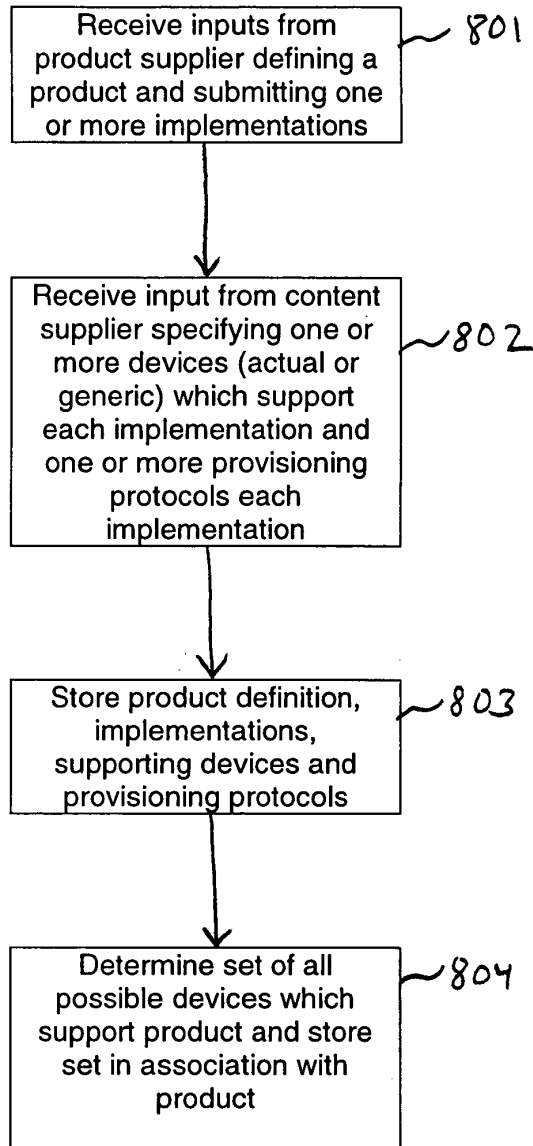 Receive inputs from
product supplier defining a
product and submitting one
or more implementations
801
Receive input from content
supplier specifying one or
more devices (actual or
generic) which support
each implementation and
one or more provisioning
protocols each
implementation
802
Store product definition,
implementations,
supporting devices and
provisioning protocols
803
Determine set of all
possible devices which
support product and store
set in association with
product
804